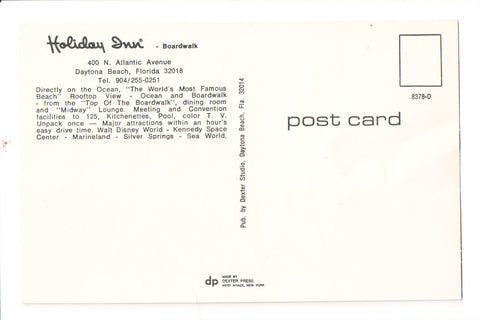 Holiday Inn® - Boardwalk
400 N. Atlantic Avenue
Daytona Beach, Florida 32018
Tel. 904/255-0251
Directly on the Ocean, "The World's Most Famous
Beach" Rooftop View - Ocean and Boardwalk
- from the "Top Of The Boardwalk", dining room
and "Midway" Lounge. Meeting and Convention
facilities to 125, Kitchenettes, Pool, color T. V.
Unpack once — Major attractions within an hour's
easy drive time. Walt Disney World - Kennedy Space
Center - Marineland - Silver Springs - Sea World.
Pub. by Dexter Studio, Daytona Beach, Fla. 32014
8378-D
post card
dp
MADE BY
DEXTER PRESS
WEST NYACK, NEW YORK